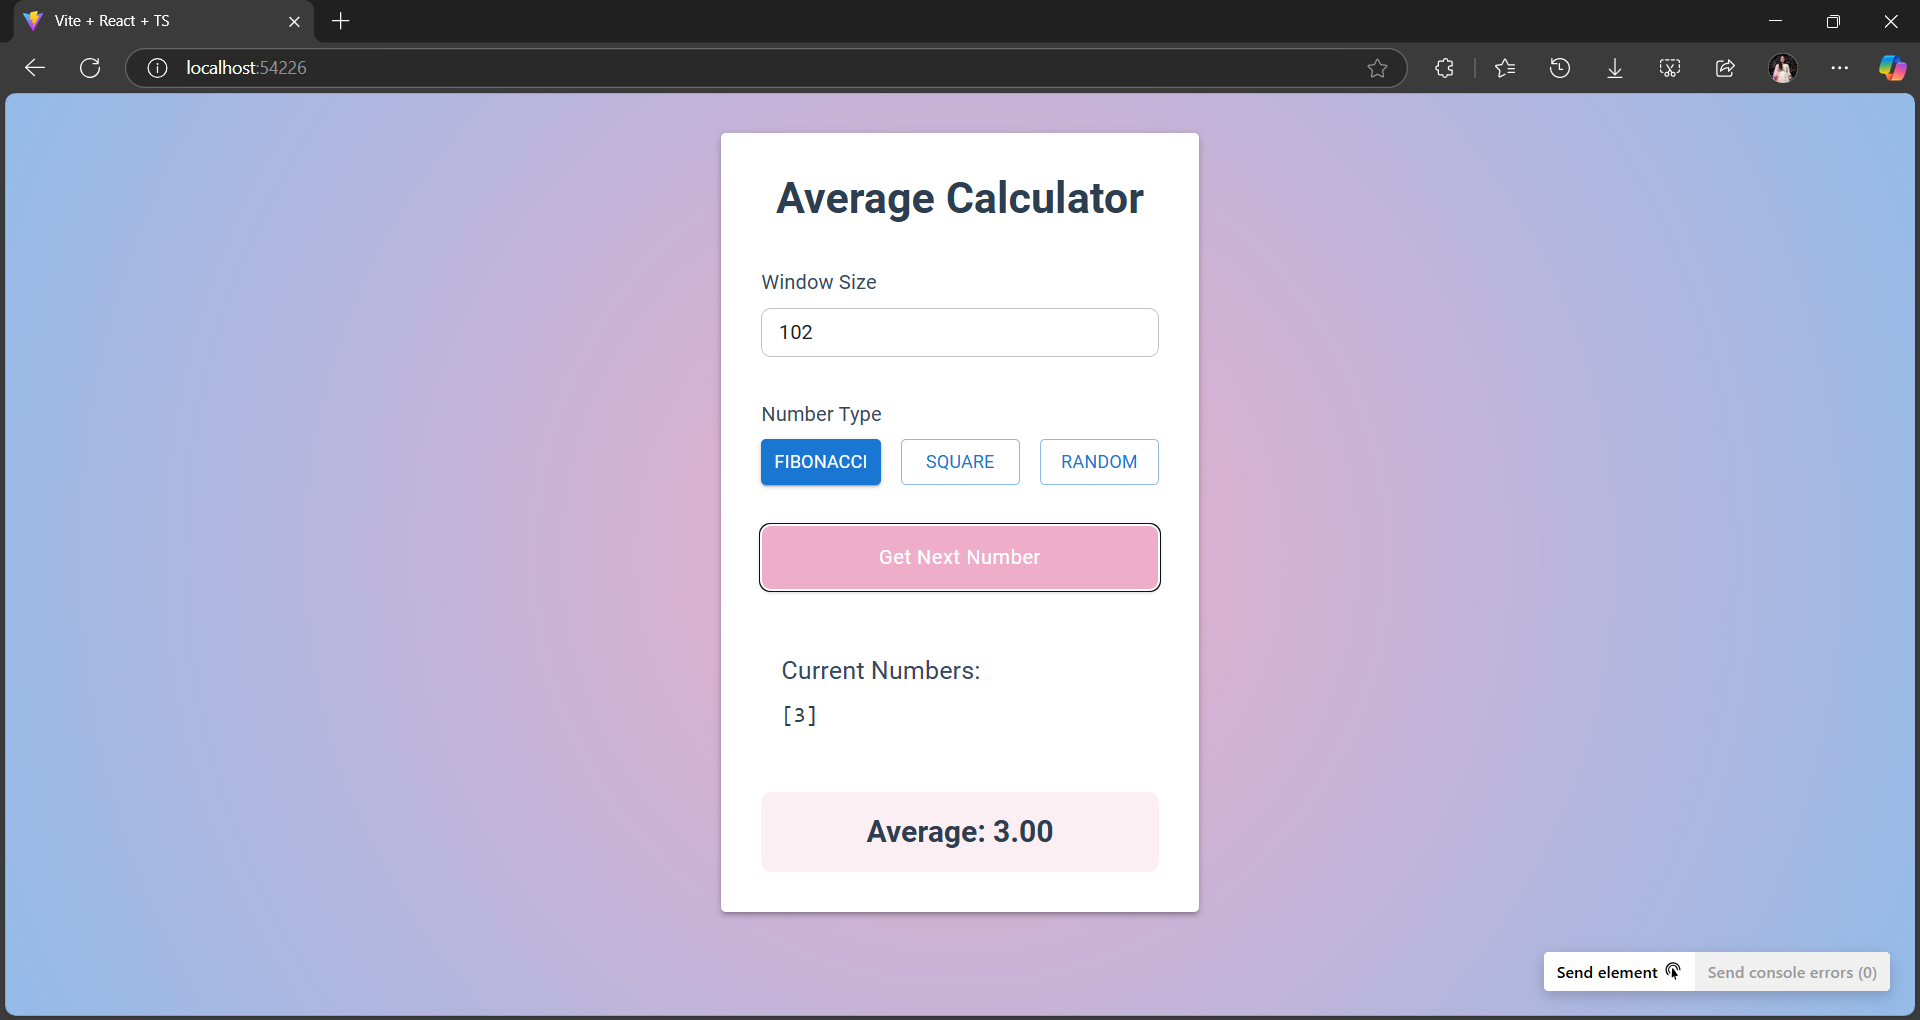 Vite + React + TS
localhost:54226
Average Calculator
Window Size
102
Number Type
FIBONACCI SQUARE RANDOM
Get Next Number
Current Numbers:
[3]
Average: 3.00
Send element Send console errors (0)